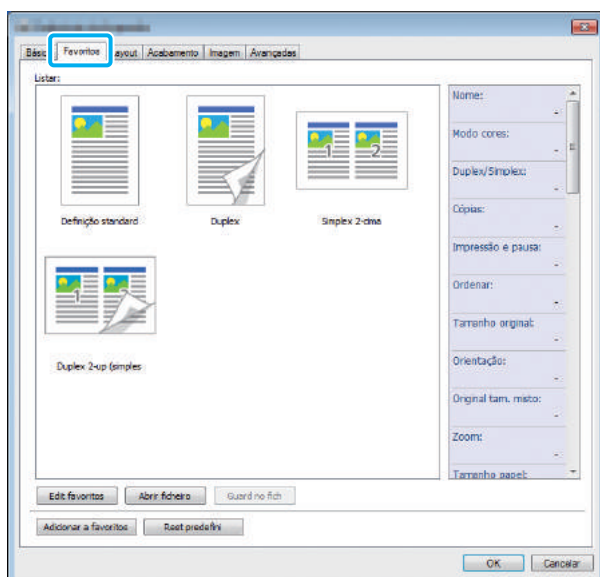 Básic Favoritos ayout Acabamento Imagem Avançadas
Listar:
Definição standard Duplex Simplex 2-cima
Duplex 2-up (simples
Nome:
-
Modo cores:
-
Duplex/Simplex:
-
Cópias:
-
Impressão e pausa:
-
Ordenar:
-
Tamanho original:
-
Orientação:
-
Original tam. misto:
-
Zoom:
-
Tamanho papel:
Edit favoritos Abrir ficheiro Guard no fich
Adicionar a favoritos Reet predefini
OK Cancelar